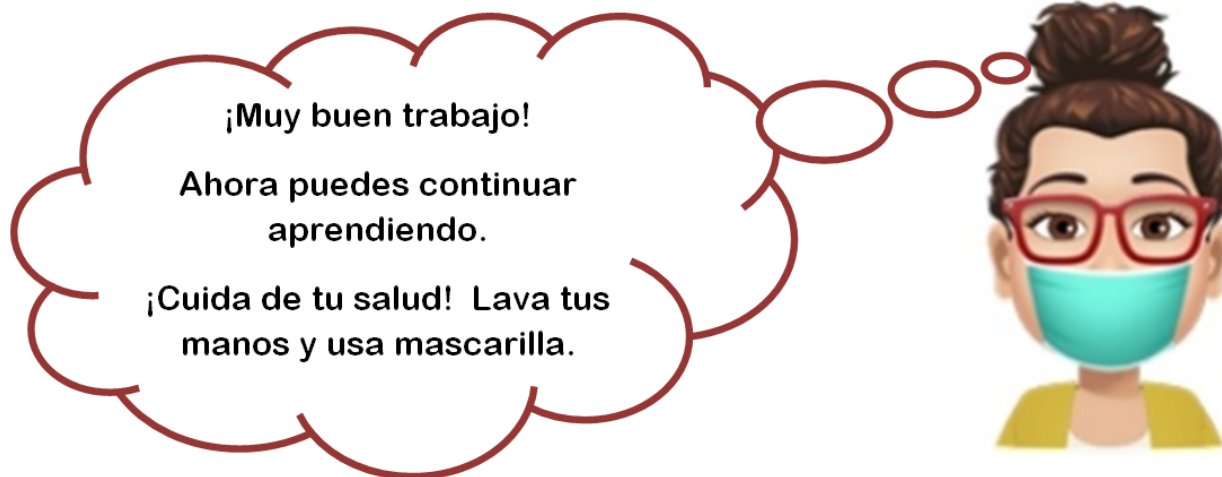 ¡Muy buen trabajo!
Ahora puedes continuar
aprendiendo.
¡Cuida de tu salud!  Lava tus
manos y usa mascarilla.